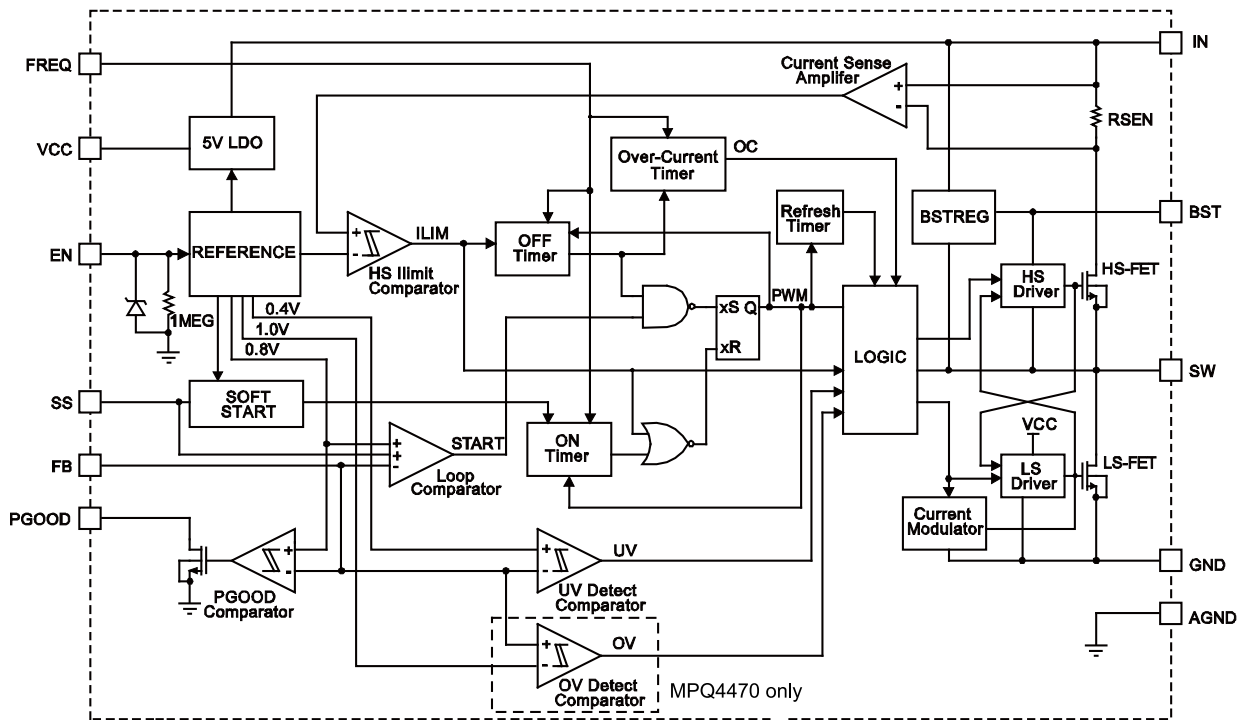 IN
FREQ
Current Sense
Amplifer
+
-
RSEN
5V LDO
VCC
Over-Current
Timer
OC
Refresh
Timer
BSTREG
BST
REFERENCE
EN
+
-
ILIM
HS Ilimit
Comparator
OFF
Timer
HS
Driver
HS-FET
1MEG
0.4V
1.0V
0.8V
xS Q
xR
PWM
LOGIC
SW
SS
SOFT
START
+
+
-
START
Loop
Comparator
ON
Timer
VCC
LS
Driver
LS-FET
FB
PGOOD
Current
Modulator
+
-
PGOOD
Comparator
+
-
UV
UV Detect
Comparator
GND
AGND
+
-
OV
OV Detect
Comparator
MPQ4470 only